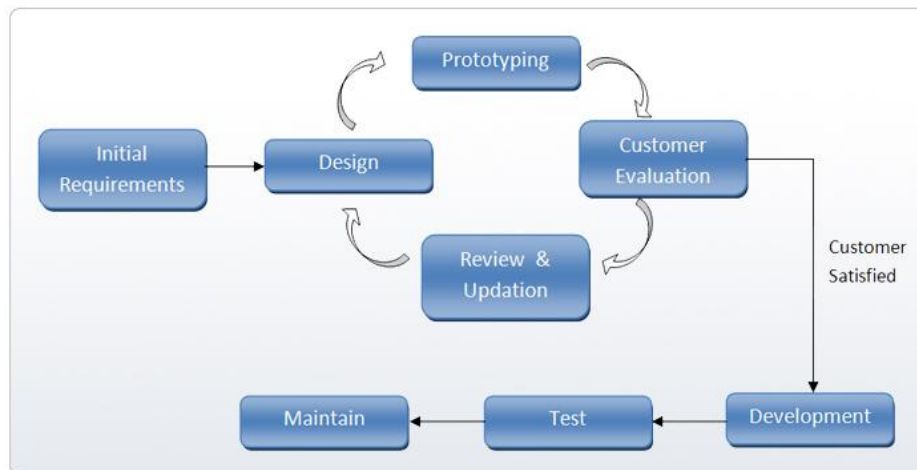 Prototyping
Initial
Requirements
Design
Customer
Evaluation
Review & 
Updation
Customer
Satisfied
Maintain
Test
Development